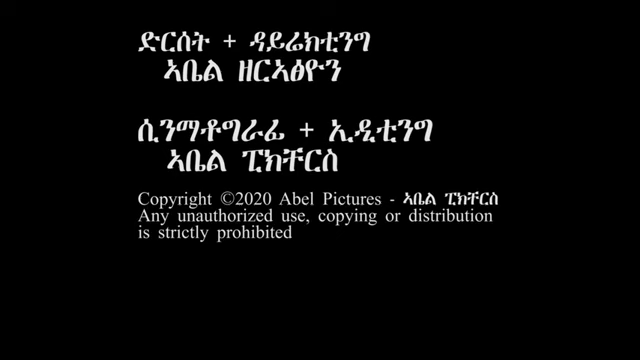 ድርሰት + ዳይሬክቲንግ
ኣቤል ዘርኣፅዮን
ሲንማቶግራፊ + ኢዲቲንግ
ኣቤል ፒክቸርስ
Copyright ©2020 Abel Pictures - ኣቤል ፒክቸርስ
Any unauthorized use, copying or distribution
is strictly prohibited